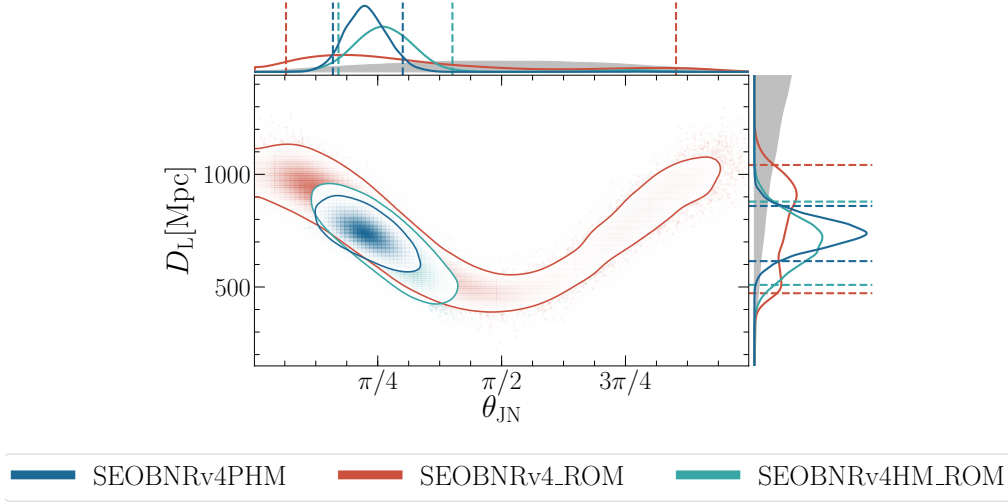 1000
500
D_L[Mpc]
π/4
π/2
3π/4
θ_JN
SEOBNRv4PHM
SEOBNRv4_ROM
SEOBNRv4HM_ROM